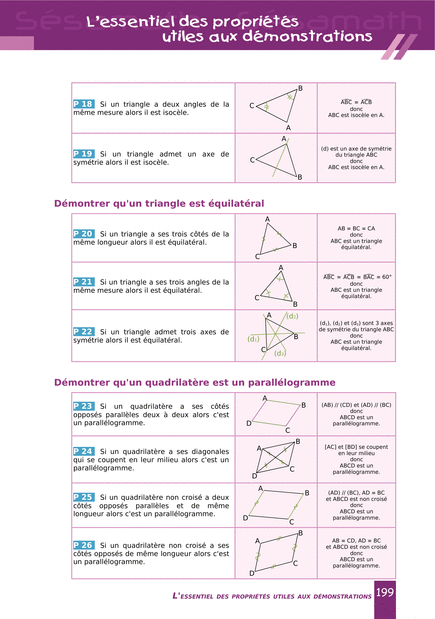 L'essentiel des propriétés
utiles aux démonstrations
P 18 Si un triangle a deux angles de la
même mesure alors il est isocèle.
B
C
A
ABC = ACB
donc
ABC est isocèle en A.
P 19 Si un triangle admet un axe de
symétrie alors il est isocèle.
A
C
B
(d) est un axe de symétrie
du triangle ABC
donc
ABC est isocèle en A.
Démontrer qu'un triangle est équilatéral
P 20 Si un triangle a ses trois côtés de la
même longueur alors il est équilatéral.
A
B
C
AB = BC = CA
donc
ABC est un triangle
équilatéral.
P 21 Si un triangle a ses trois angles de la
même mesure alors il est équilatéral.
A
C
B
ABC = ACB = BAC = 60°
donc
ABC est un triangle
équilatéral.
P 22 Si un triangle admet trois axes de
symétrie alors il est équilatéral.
A
(d₂)
(d₁)
B
C
(d₃)
(d₁), (d₂) et (d₃) sont 3 axes
de symétrie du triangle ABC
donc
ABC est un triangle
équilatéral.
Démontrer qu'un quadrilatère est un parallélogramme
P 23 Si un quadrilatère a ses côtés
opposés parallèles deux à deux alors c'est
un parallélogramme.
A
B
D
C
(AB) // (CD) et (AD) // (BC)
donc
ABCD est un
parallélogramme.
P 24 Si un quadrilatère a ses diagonales
qui se coupent en leur milieu alors c'est un
parallélogramme.
B
A
C
D
[AC] et [BD] se coupent
en leur milieu
donc
ABCD est un
parallélogramme.
P 25 Si un quadrilatère non croisé a deux
côtés opposés parallèles et de même
longueur alors c'est un parallélogramme.
A
B
D
C
(AD) // (BC), AD = BC
et ABCD est non croisé
donc
ABCD est un
parallélogramme.
P 26 Si un quadrilatère non croisé a ses
côtés opposés de même longueur alors c'est
un parallélogramme.
B
A
C
D
AB = CD, AD = BC
et ABCD est non croisé
donc
ABCD est un
parallélogramme.
L'ESSENTIEL DES PROPRIÉTÉS UTILES AUX DÉMONSTRATIONS 199